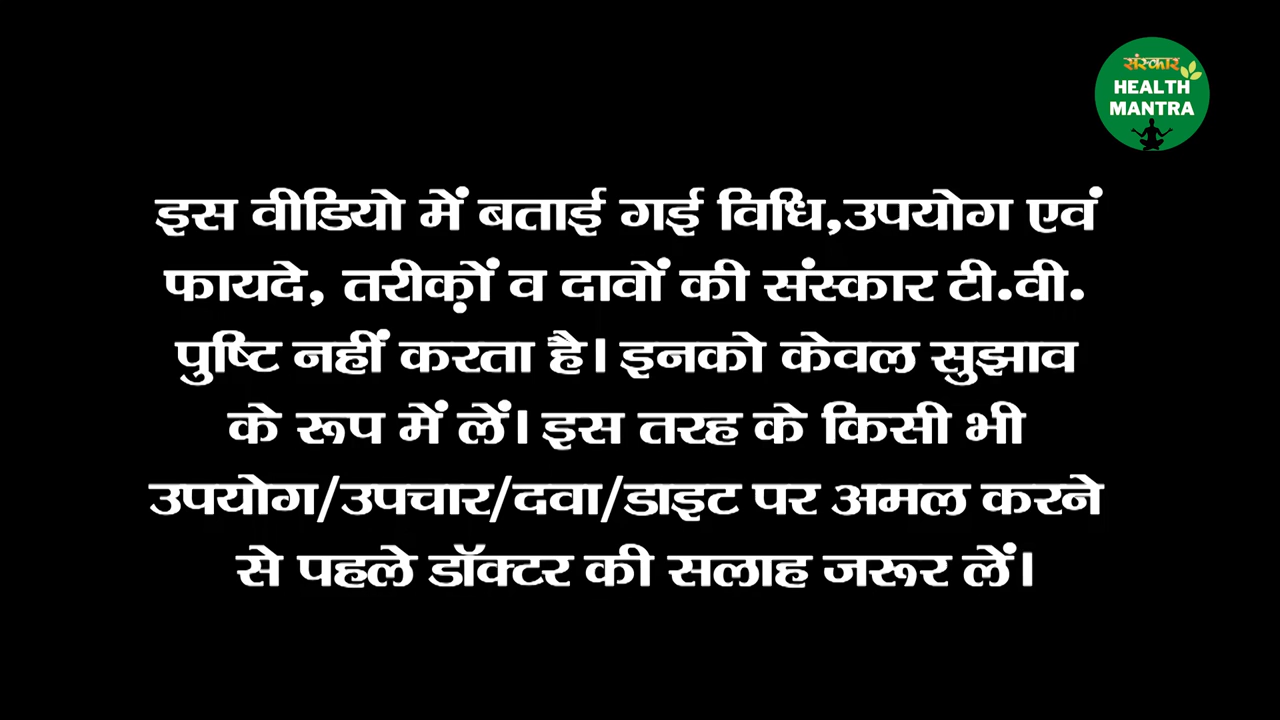 संस्कार
HEALTH
MANTRA
इस वीडियो में बताई गई विधि,उपयोग एवं
फायदे, तरीक़ों व दावों की संस्कार टी.वी.
पुष्टि नहीं करता है। इनको केवल सुझाव
के रूप में लें। इस तरह के किसी भी
उपयोग/उपचार/दवा/डाइट पर अमल करने
से पहले डॉक्टर की सलाह जरूर लें।